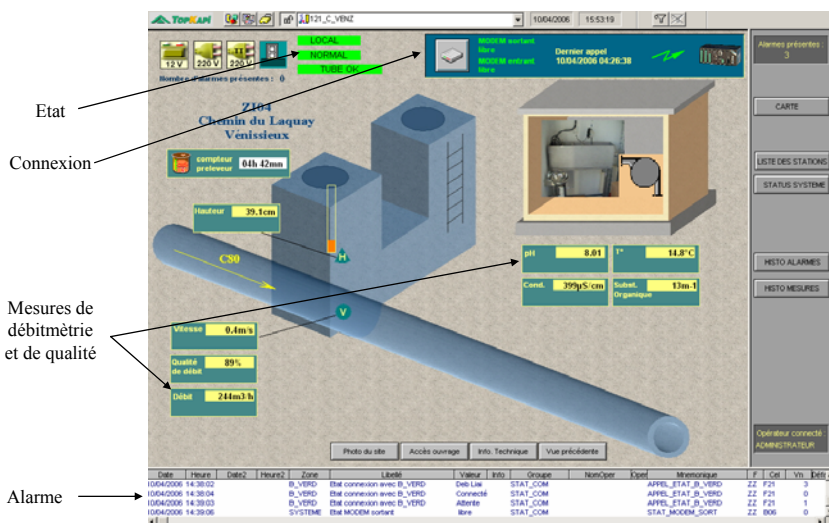 TOPKAPI 121_C_VENZ 10/04/2006 15:53:19
LOCAL
NORMAL
TUBE OK
12 V 220 V 220 V
Nombre d'alarmes présentes : 0
MODEM sortant
libre
MODEM entrant
libre
Dernier appel
10/04/2006 04:26:38
Alarmes présentes :
3
Etat
Connexion
ZI04
Chemin du Laquay
Vénissieux
compteur
preleveur
04h 42mn
CARTE
LISTE DES STATIONS
STATUS SYSTEME
HISTO ALARMES
HISTO MESURES
Hauteur 39.1cm
C80
H
V
pH 8.01
T° 14.8°C
Cond. 399µS/cm
Subst.
Organique
13m-1
Mesures de
débitmètrie
et de qualité
Vitesse 0.4m/s
Qualité
de débit
89%
Débit 244m3/h
Opérateur connecté
ADMINISTRATEUR
Photo du site Accès ouvrage Info. Technique Vue précédente
Alarme
Date Heure Date2 Heure2 Zone Libellé Valeur Info Groupe NomOper Oper Mnemonique F Cel Vn
10/04/2006 14:38:02 B_VERD Etat connexion avec B_VERD Deb Liai STAT_COM APPEL_ETAT_B_VERD ZZ F21 3
10/04/2006 14:38:04 B_VERD Etat connexion avec B_VERD Connecté STAT_COM APPEL_ETAT_B_VERD ZZ F21 0
10/04/2006 14:39:03 B_VERD Etat connexion avec B_VERD Attente STAT_COM APPEL_ETAT_B_VERD ZZ F21 1
10/04/2006 14:39:06 SYSTEME Etat MODEM sortant libre STAT_COM STAT_MODEM_SORT ZZ B06 0